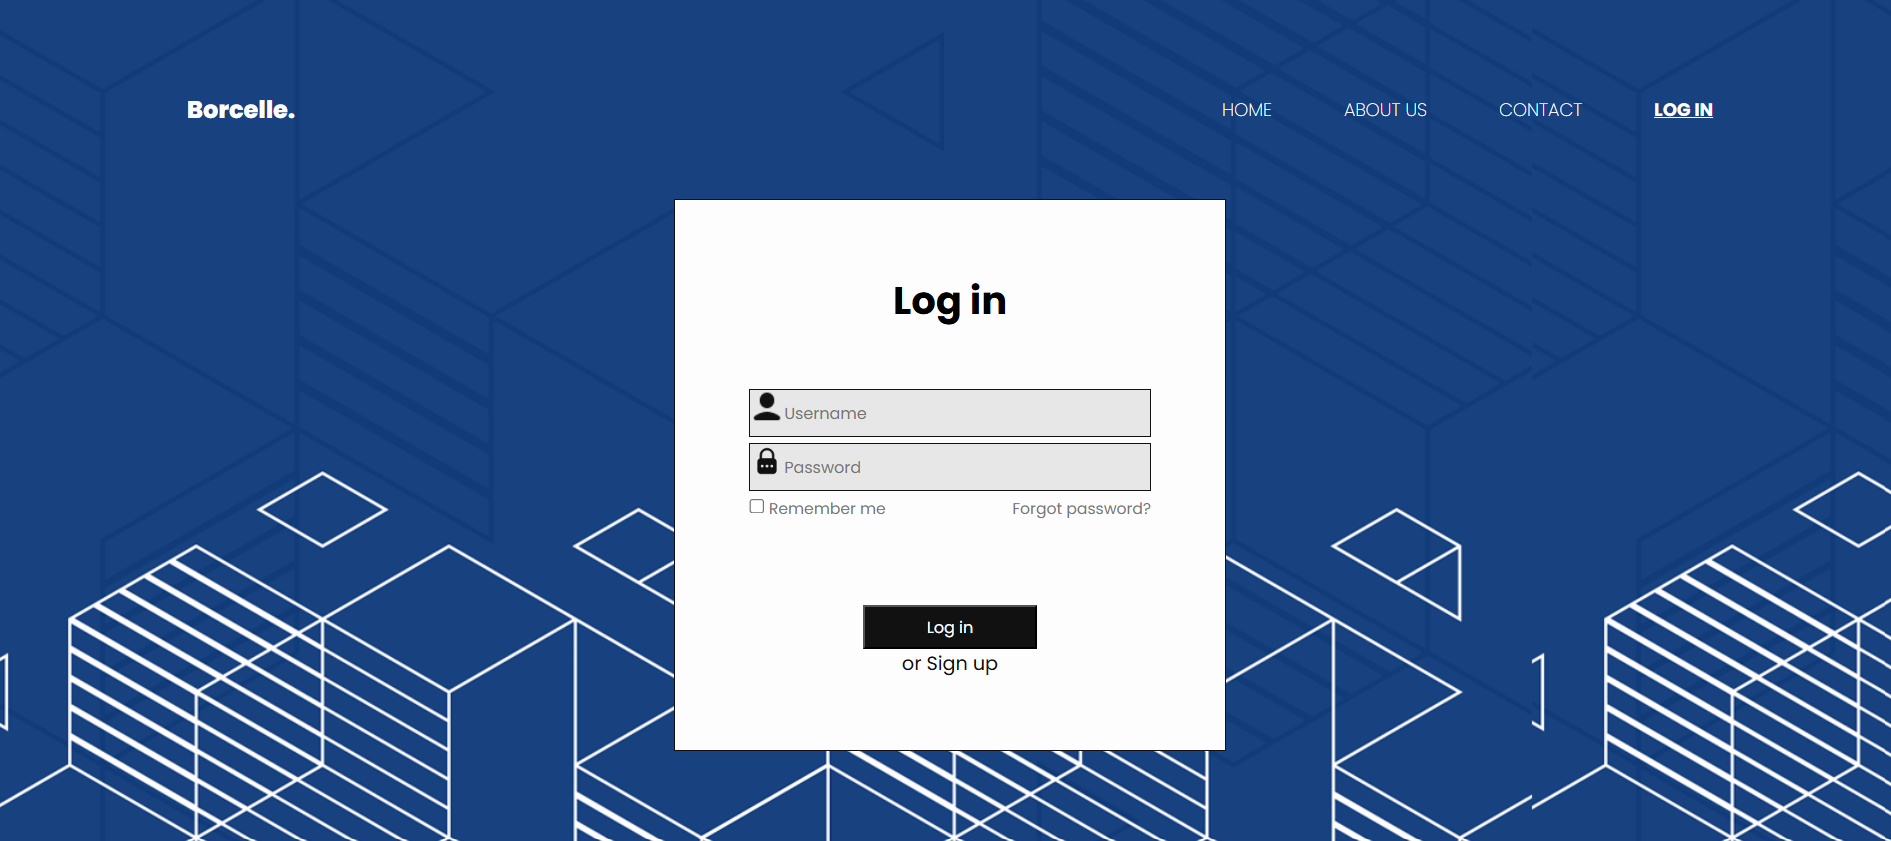 Borcelle.
HOME ABOUT US CONTACT LOG IN
Log in
Username
Password
Remember me Forgot password?
Log in
or Sign up